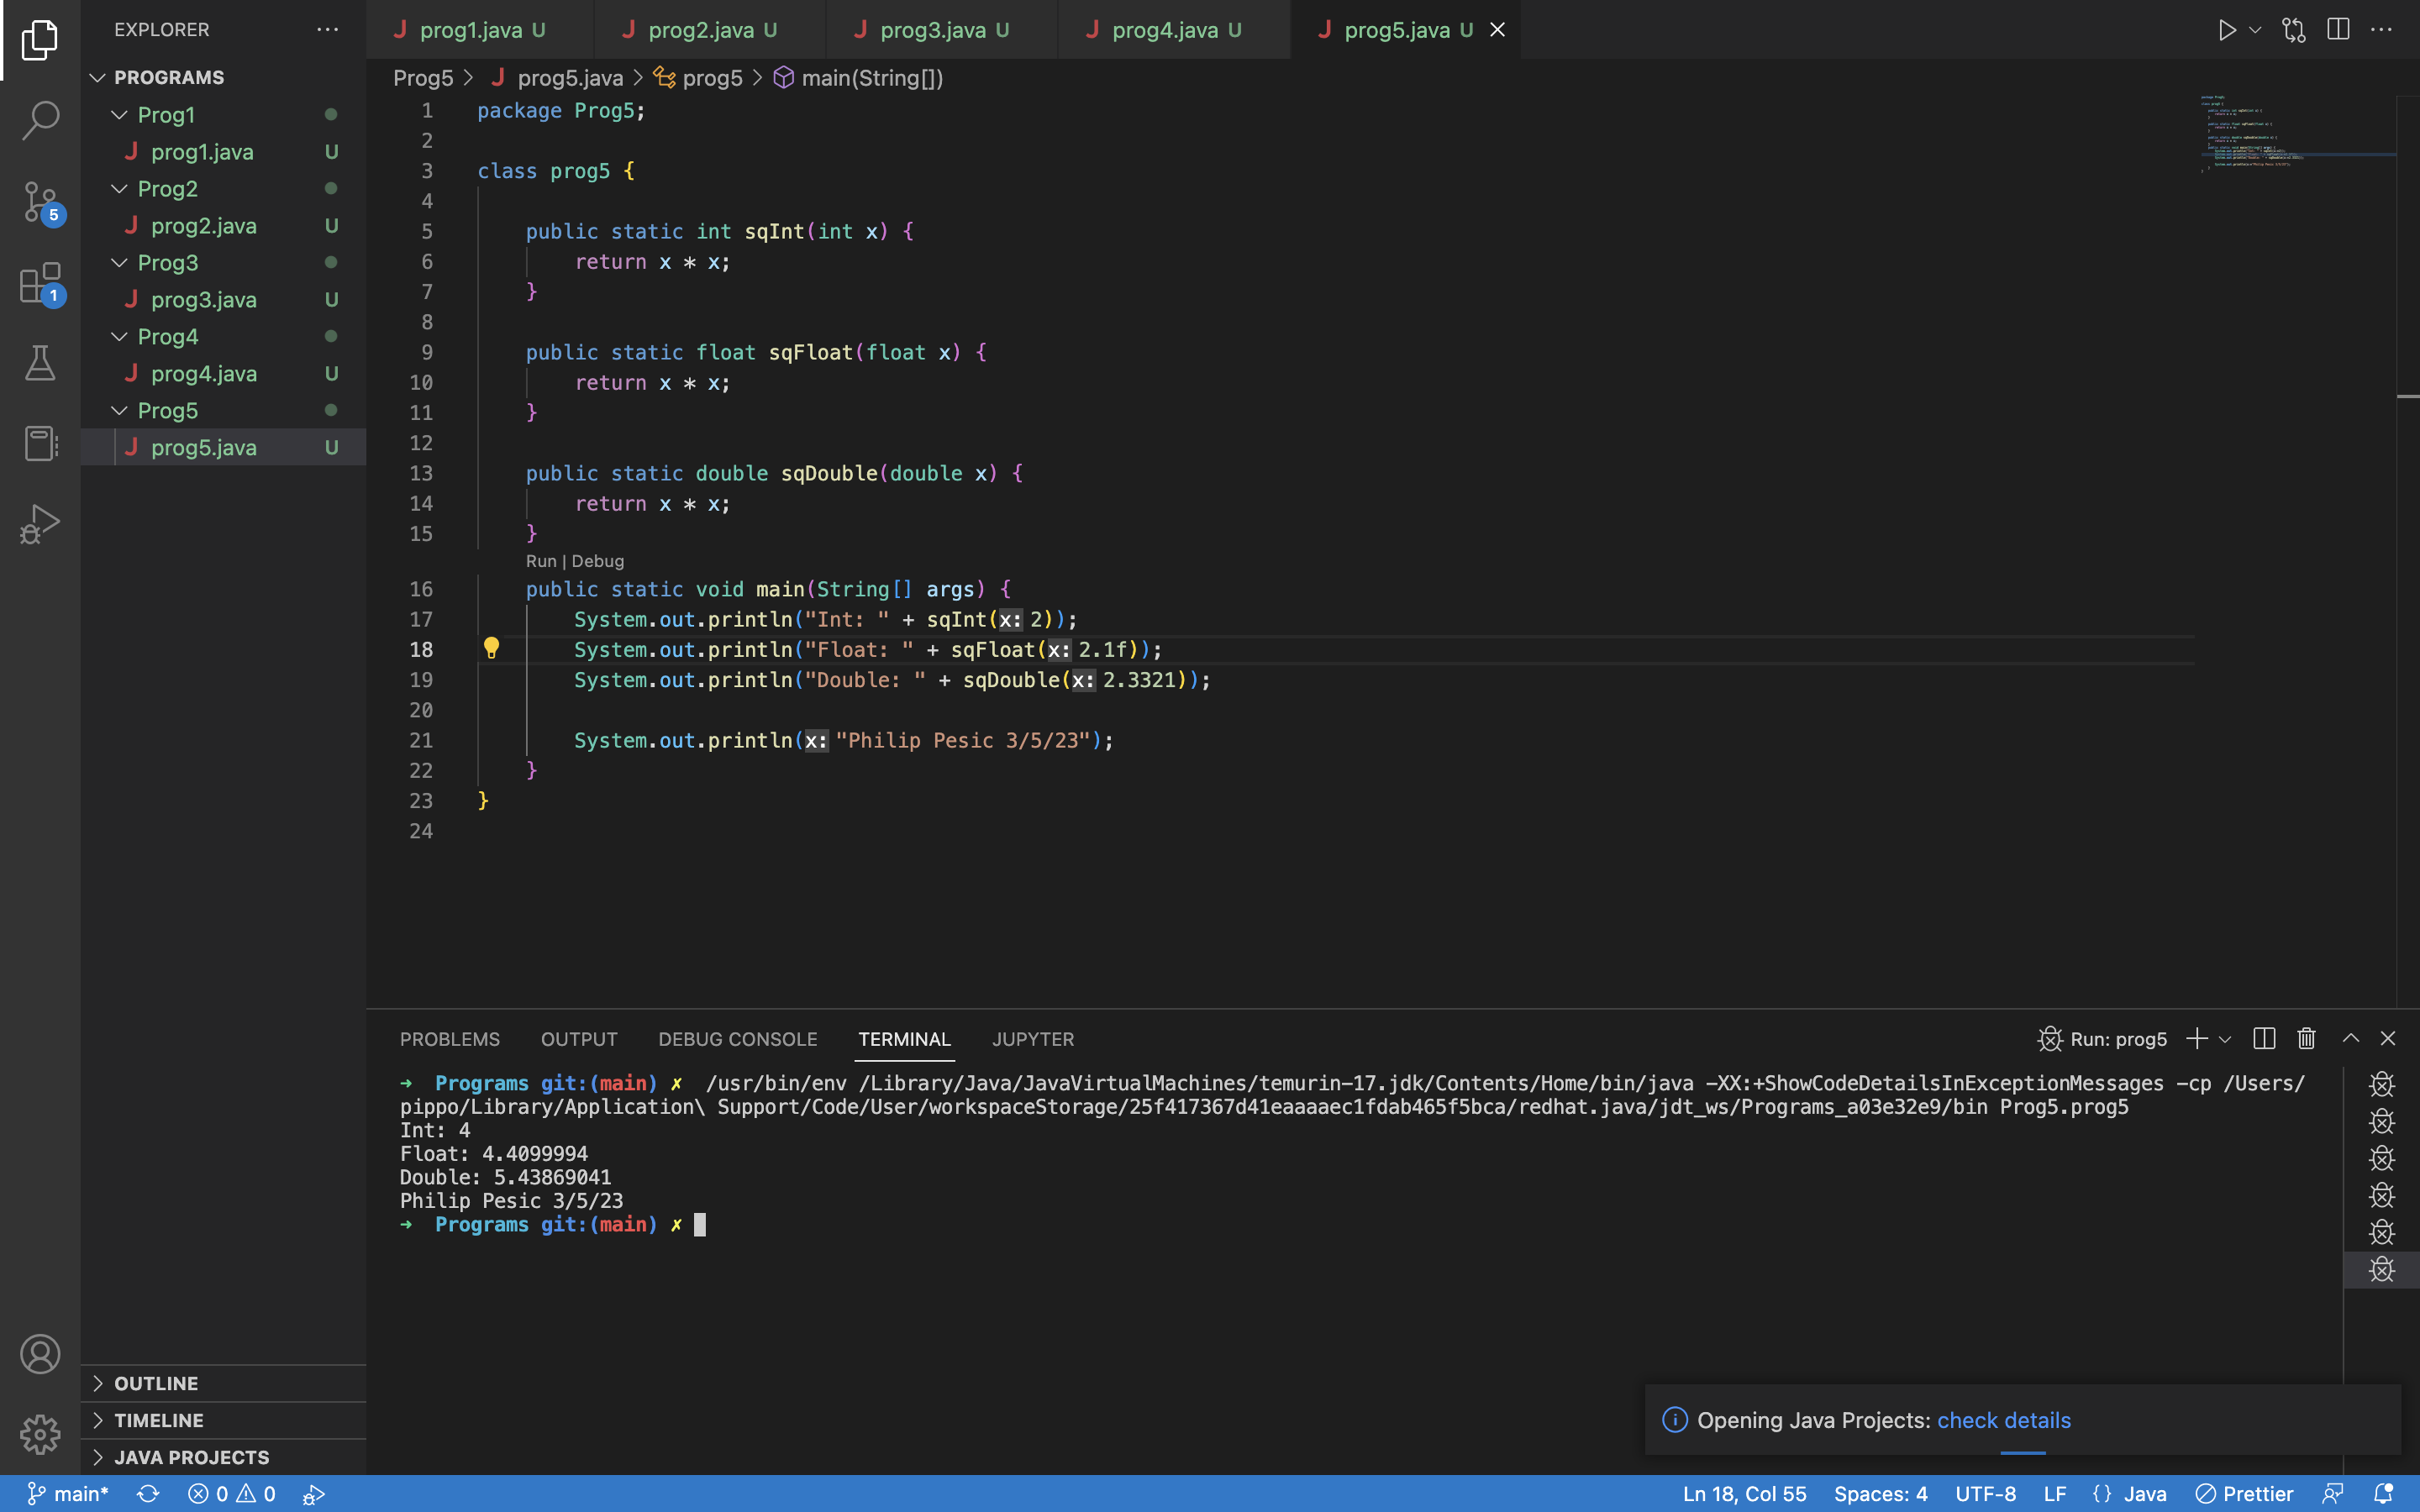 EXPLORER
PROGRAMS
Prog1
J prog1.java U
Prog2
J prog2.java U
Prog3
J prog3.java U
Prog4
J prog4.java U
Prog5
J prog5.java U
5
1
OUTLINE
TIMELINE
JAVA PROJECTS
J prog1.java U J prog2.java U J prog3.java U J prog4.java U J prog5.java U
Prog5 > J prog5.java > prog5 > main(String[])
1 package Prog5;
2
3 class prog5 {
4
5 public static int sqInt(int x) {
6 return x * x;
7 }
8
9 public static float sqFloat(float x) {
10 return x * x;
11 }
12
13 public static double sqDouble(double x) {
14 return x * x;
15 }
Run | Debug
16 public static void main(String[] args) {
17 System.out.println("Int: " + sqInt(x: 2));
18 System.out.println("Float: " + sqFloat(x: 2.1f));
19 System.out.println("Double: " + sqDouble(x: 2.3321));
20
21 System.out.println(x: "Philip Pesic 3/5/23");
22 }
23 }
24
PROBLEMS OUTPUT DEBUG CONSOLE TERMINAL JUPYTER Run: prog5
→ Programs git:(main) ✗ /usr/bin/env /Library/Java/JavaVirtualMachines/temurin-17.jdk/Contents/Home/bin/java -XX:+ShowCodeDetailsInExceptionMessages -cp /Users/
pippo/Library/Application\ Support/Code/User/workspaceStorage/25f417367d41eaaaaec1fdab465f5bca/redhat.java/jdt_ws/Programs_a03e32e9/bin Prog5.prog5
Int: 4
Float: 4.4099994
Double: 5.43869041
Philip Pesic 3/5/23
→ Programs git:(main) ✗
Opening Java Projects: check details
main* 0 0 Ln 18, Col 55 Spaces: 4 UTF-8 LF {} Java Prettier